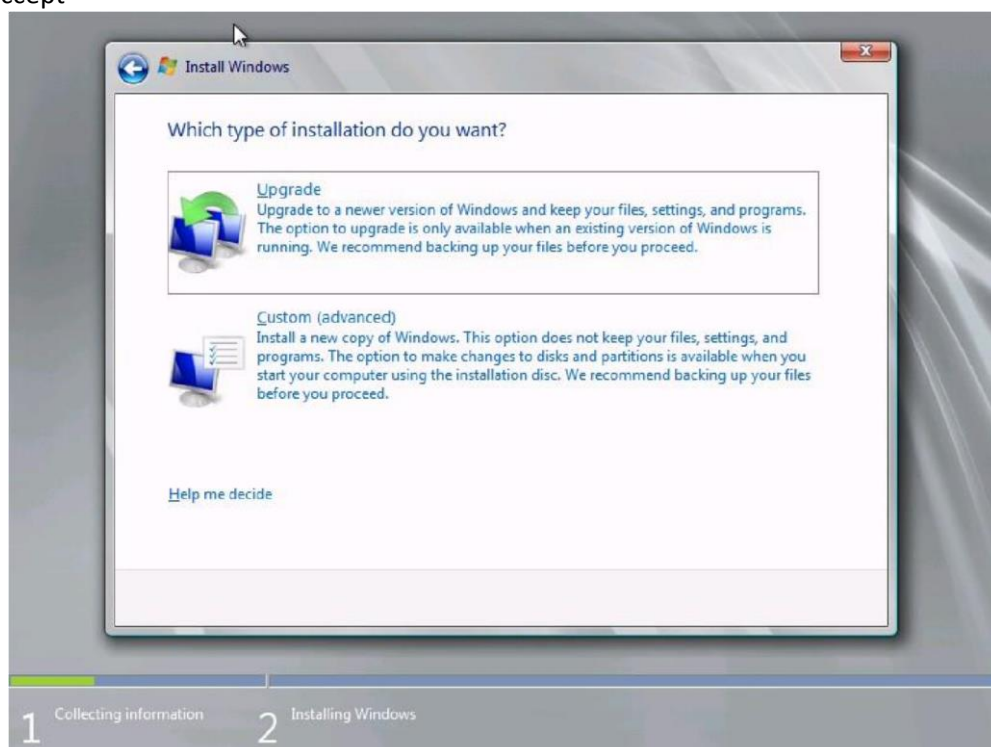 ccept
Install Windows
Which type of installation do you want?
Upgrade
Upgrade to a newer version of Windows and keep your files, settings, and programs.
The option to upgrade is only available when an existing version of Windows is
running. We recommend backing up your files before you proceed.
Custom (advanced)
Install a new copy of Windows. This option does not keep your files, settings, and
programs. The option to make changes to disks and partitions is available when you
start your computer using the installation disc. We recommend backing up your files
before you proceed.
Help me decide
1 Collecting information
2 Installing Windows